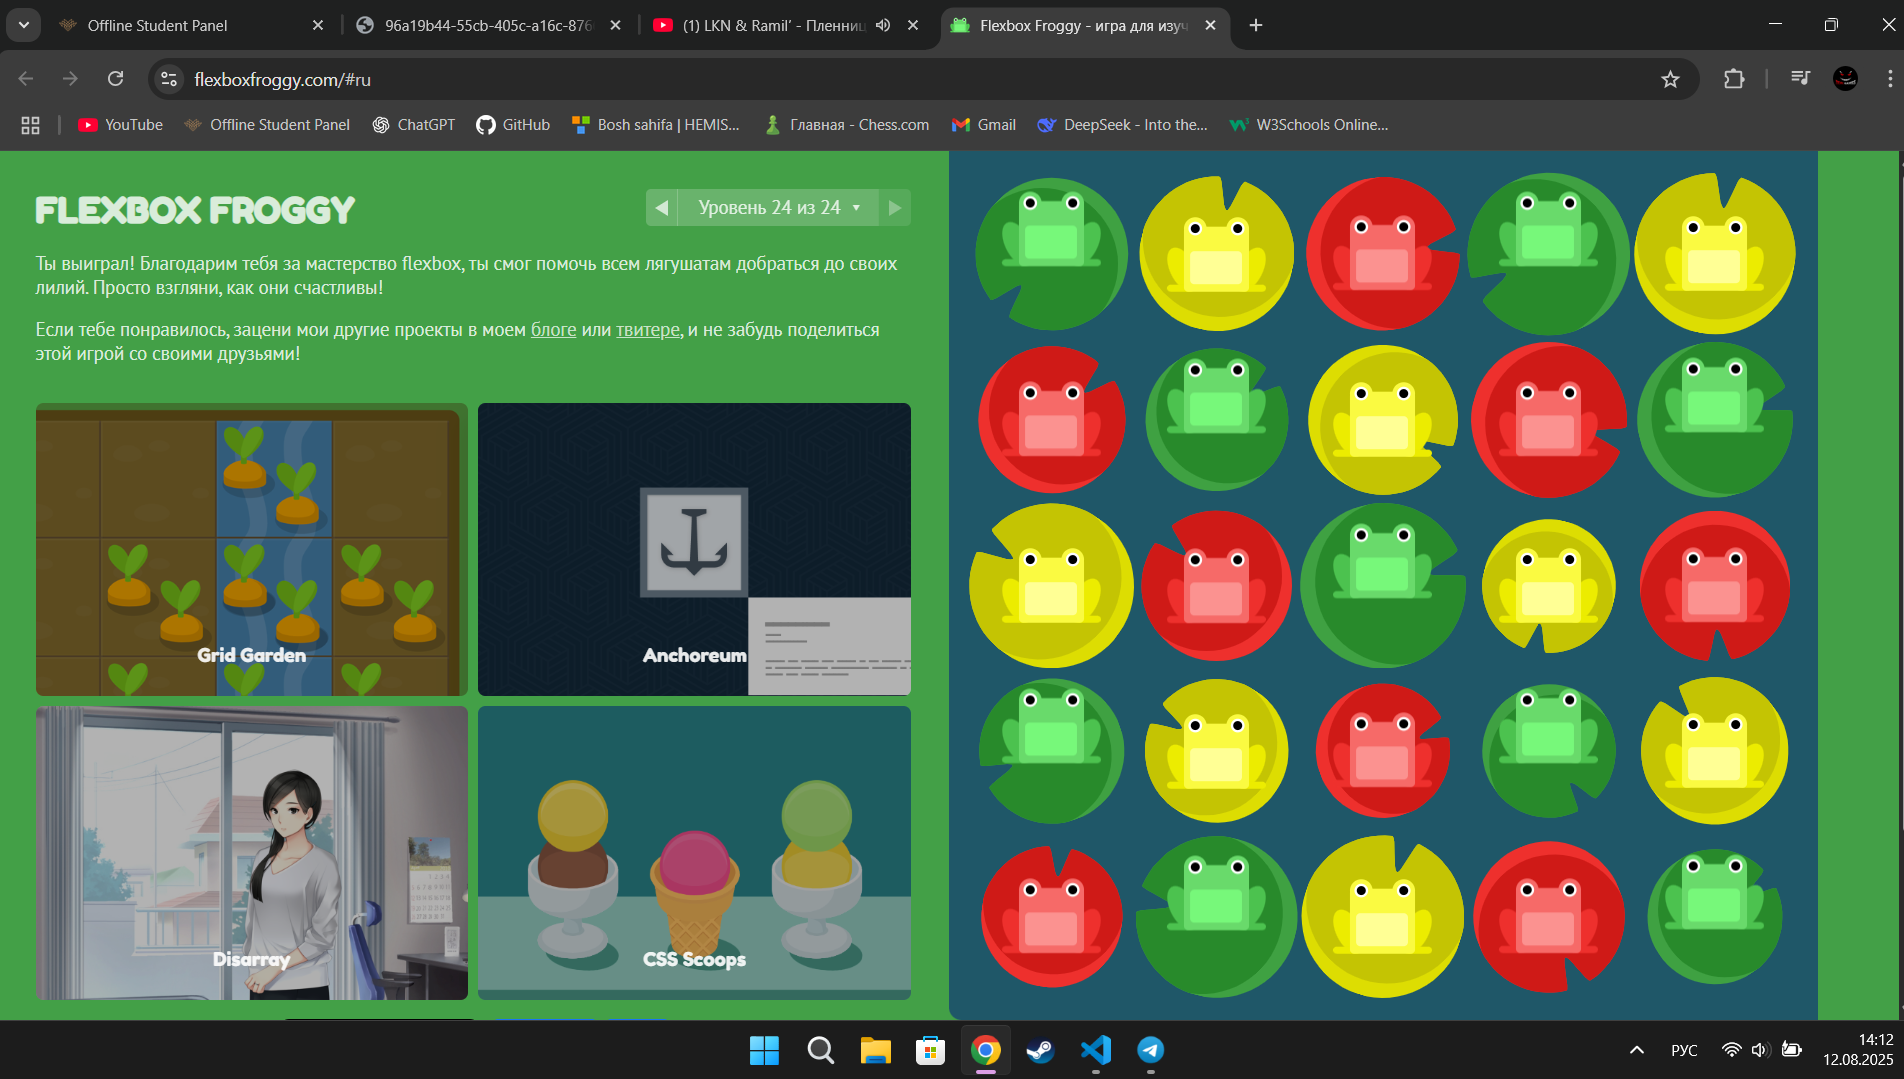 Offline Student Panel
96a19b44-55cb-405c-a16c-876
(1) LKN & Ramil' - Пленниц
Flexbox Froggy - игра для изуч
flexboxfroggy.com/#ru
YouTube
Offline Student Panel
ChatGPT
GitHub
Bosh sahifa | HEMIS...
Главная - Chess.com
Gmail
DeepSeek - Into the...
W3Schools Online...
FLEXBOX FROGGY
Уровень 24 из 24
Ты выиграл! Благодарим тебя за мастерство flexbox, ты смог помочь всем лягушатам добраться до своих
лилий. Просто взгляни, как они счастливы!
Если тебе понравилось, зацени мои другие проекты в моем блоге или твитере, и не забудь поделиться
этой игрой со своими друзьями!
Grid Garden
Anchoreum
Disarray
CSS Scoops
РУС
14:12
12.08.2025